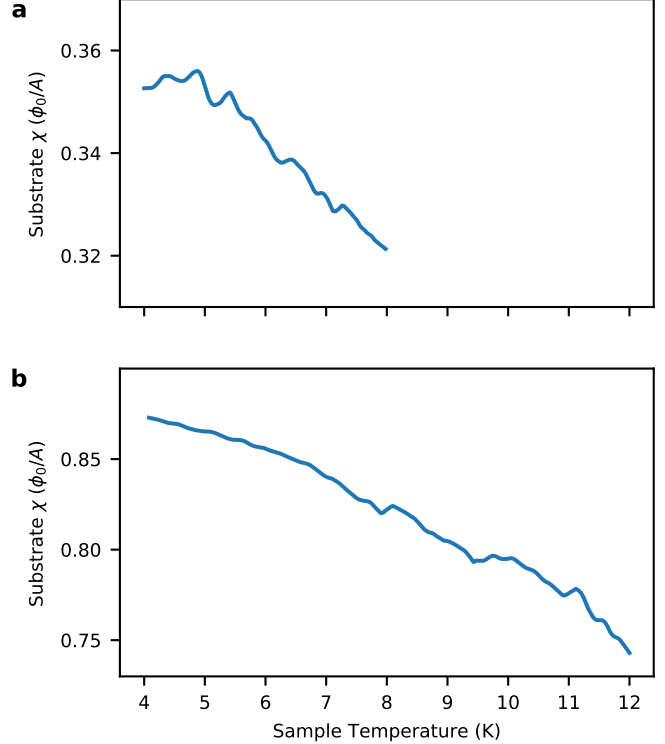 a
0.36
0.34
0.32
Substrate χ (ϕ₀/A)
b
0.85
0.80
0.75
Substrate χ (ϕ₀/A)
4 5 6 7 8 9 10 11 12
Sample Temperature (K)